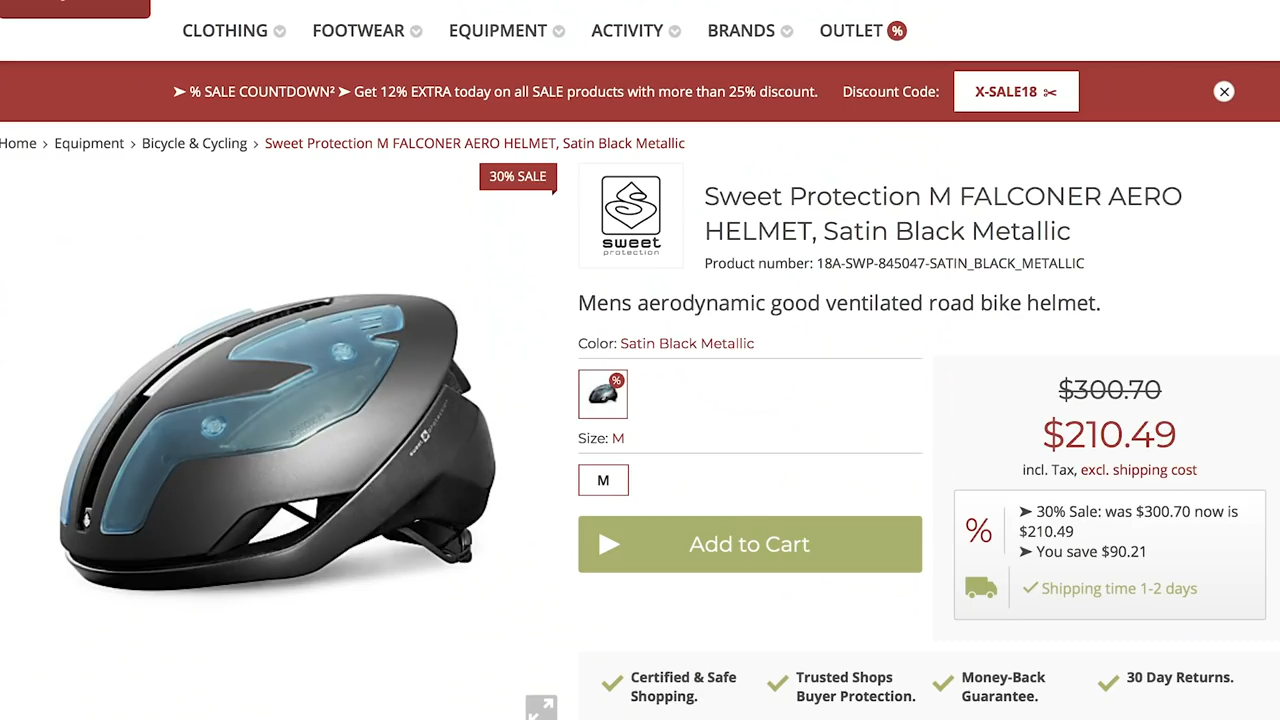 CLOTHING FOOTWEAR EQUIPMENT ACTIVITY BRANDS OUTLET %
➤ % SALE COUNTDOWN² ➤ Get 12% EXTRA today on all SALE products with more than 25% discount. Discount Code: X-SALE18
Home > Equipment > Bicycle & Cycling > Sweet Protection M FALCONER AERO HELMET, Satin Black Metallic
30% SALE
sweet
protection
Sweet Protection M FALCONER AERO
HELMET, Satin Black Metallic
Product number: 18A-SWP-845047-SATIN_BLACK_METALLIC
Mens aerodynamic good ventilated road bike helmet.
Color: Satin Black Metallic
%
Size: M
M
Add to Cart
$300.70
$210.49
incl. Tax, excl. shipping cost
%
➤ 30% Sale: was $300.70 now is
$210.49
➤ You save $90.21
Shipping time 1-2 days
sweet protection
Certified & Safe
Shopping.
Trusted Shops
Buyer Protection.
Money-Back
Guarantee.
30 Day Returns.